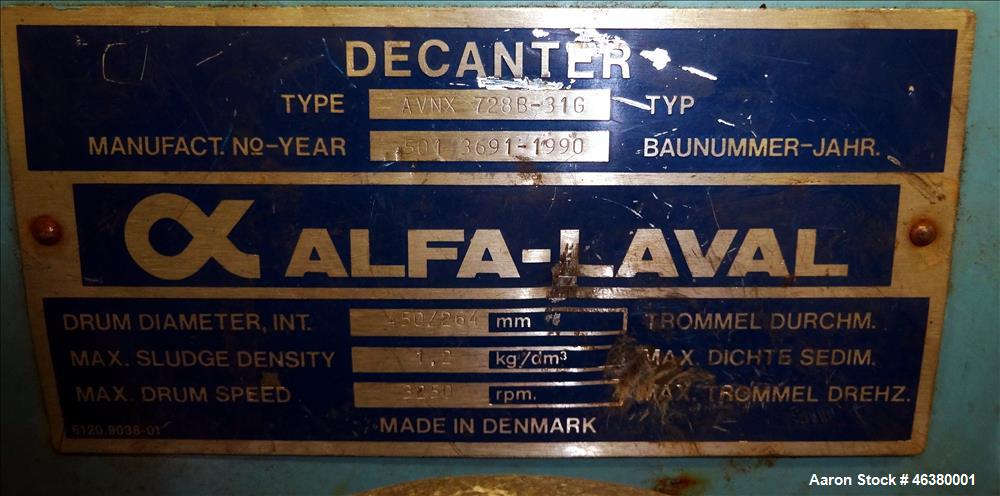 DECANTER
TYPE AVNX 728B-31G TYP
MANUFACT. Nº-YEAR 501 3691-1990 BAUNUMMER-JAHR.
ALFA-LAVAL
DRUM DIAMETER, INT. 450/264 mm TROMMEL DURCHM.
MAX. SLUDGE DENSITY 1,2 kg/dm³ MAX. DICHTE SEDIM.
MAX. DRUM SPEED 3250 rpm. MAX. TROMMEL DREHZ.
6120.9038-01 MADE IN DENMARK
Aaron Stock # 46380001